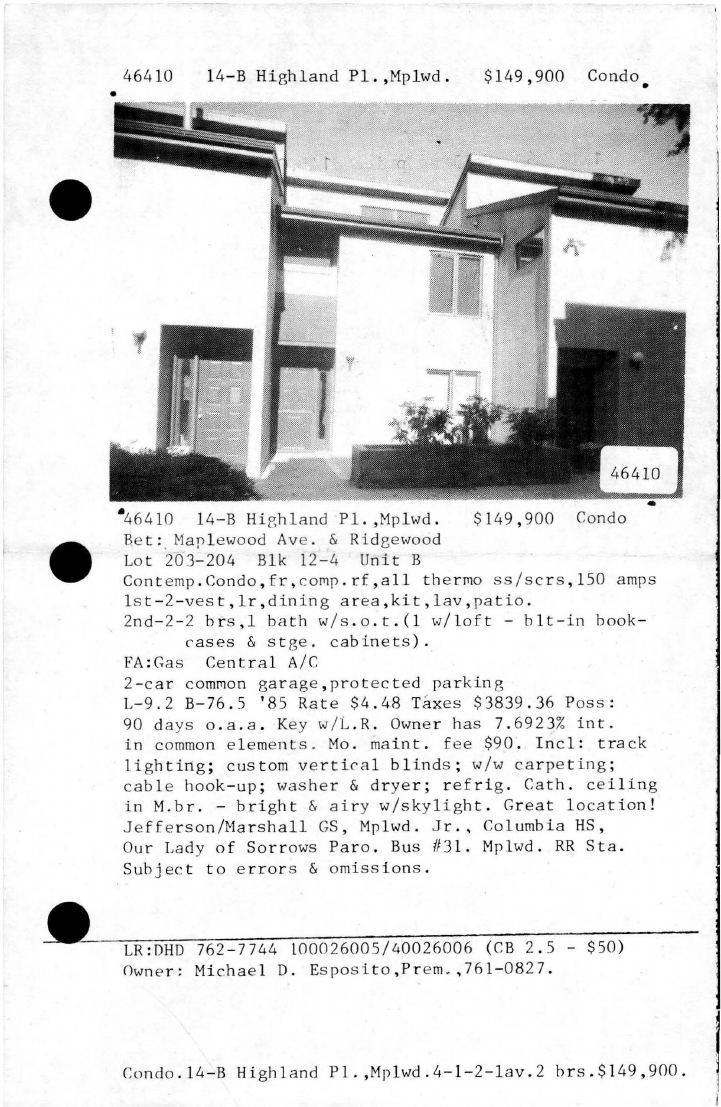 46410 14-B Highland Pl.,Mplwd. $149,900 Condo.
46410
46410 14-B Highland Pl.,Mplwd. $149,900 Condo
Bet: Maplewood Ave. & Ridgewood
Lot 203-204 Blk 12-4 Unit B
Contemp.Condo,fr,comp.rf,all thermo ss/scrs,150 amps
1st-2-vest,lr,dining area,kit,lav,patio.
2nd-2-2 brs,1 bath w/s.o.t.(1 w/loft - blt-in book-
cases & stge. cabinets).
FA:Gas Central A/C
2-car common garage,protected parking
L-9.2 B-76.5 '85 Rate $4.48 Taxes $3839.36 Poss:
90 days o.a.a. Key w/L.R. Owner has 7.6923% int.
in common elements. Mo. maint. fee $90. Incl: track
lighting; custom vertical blinds; w/w carpeting;
cable hook-up; washer & dryer; refrig. Cath. ceiling
in M.br. - bright & airy w/skylight. Great location!
Jefferson/Marshall GS, Mplwd. Jr., Columbia HS,
Our Lady of Sorrows Paro. Bus #31. Mplwd. RR Sta.
Subject to errors & omissions.
LR:DHD 762-7744 100026005/40026006 (CB 2.5 - $50)
Owner: Michael D. Esposito,Prem.,761-0827.
Condo.14-B Highland Pl.,Mplwd.4-1-2-lav.2 brs.$149,900.